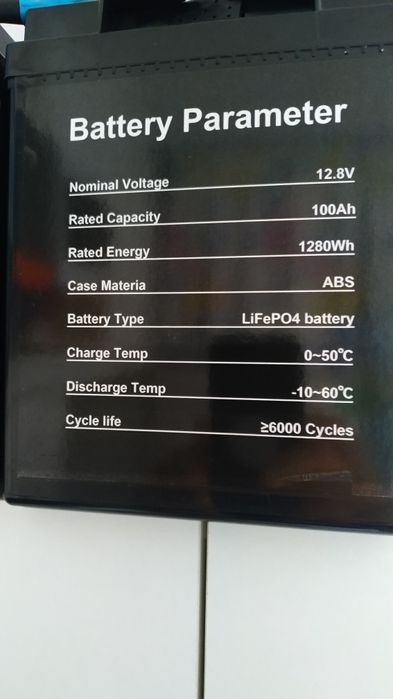 Battery Parameter
Nominal Voltage 12.8V
Rated Capacity 100Ah
Rated Energy 1280Wh
Case Materia ABS
Battery Type LiFePO4 battery
Charge Temp 0~50℃
Discharge Temp -10~60℃
Cycle life ≥6000 Cycles